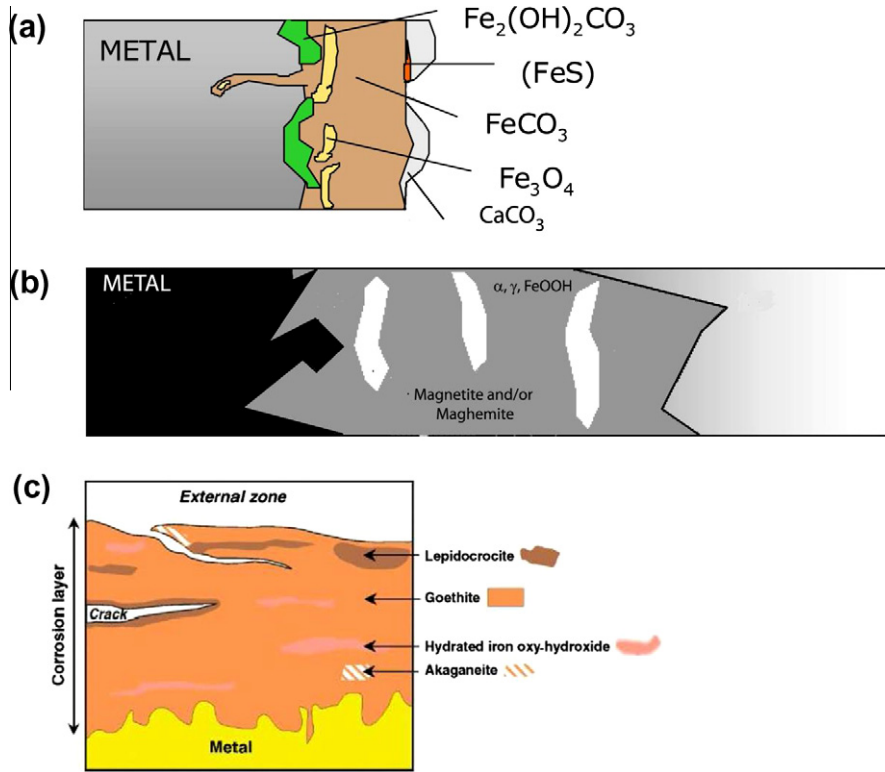 (a)
METAL
Fe₂(OH)₂CO₃
(FeS)
FeCO₃
Fe₃O₄
CaCO₃
(b)
METAL
α, γ, FeOOH
· Magnetite and/or
Maghemite
(c)
External zone
Corrosion layer
Crack
Lepidocrocite
Goethite
Hydrated iron oxy-hydroxide
Akaganeite
Metal